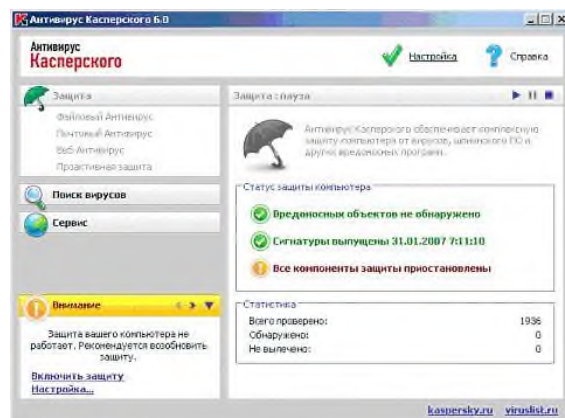 Антивирус Касперского 6.0
Антивирус
Касперского
Настройка
Справка
Защита
Файловый Антивирус
Почтовый Антивирус
Веб-Антивирус
Проактивная защита
Поиск вирусов
Сервис
Внимание
Защита вашего компьютера не
работает. Рекомендуется возобновить
защиту.
Включить защиту
Настройка...
Защита : пауза
Антивирус Касперского обеспечивает комплексную
защиту компьютера от вирусов, шпионского ПО и
других вредоносных программ.
Статус защиты компьютера
Вредоносных объектов не обнаружено
Сигнатуры выпущены 31.01.2007 7:11:10
Все компоненты защиты приостановлены
Статистика
Всего проверено: 1936
Обнаружено: 0
Не вылечено: 0
kaspersky.ru viruslist.ru